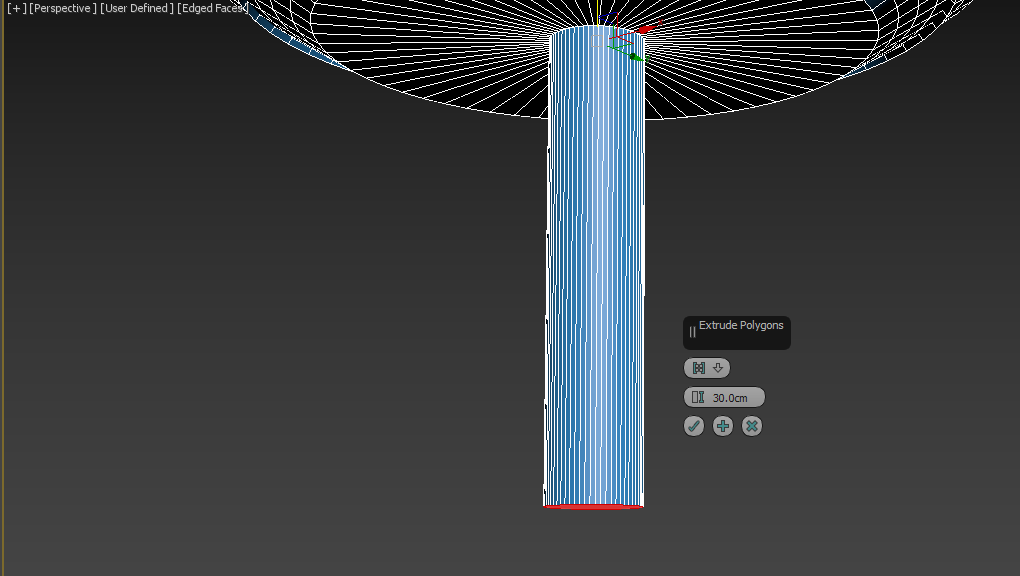 [+] [Perspective] [User Defined] [Edged Faces]
Extrude Polygons
30.0cm